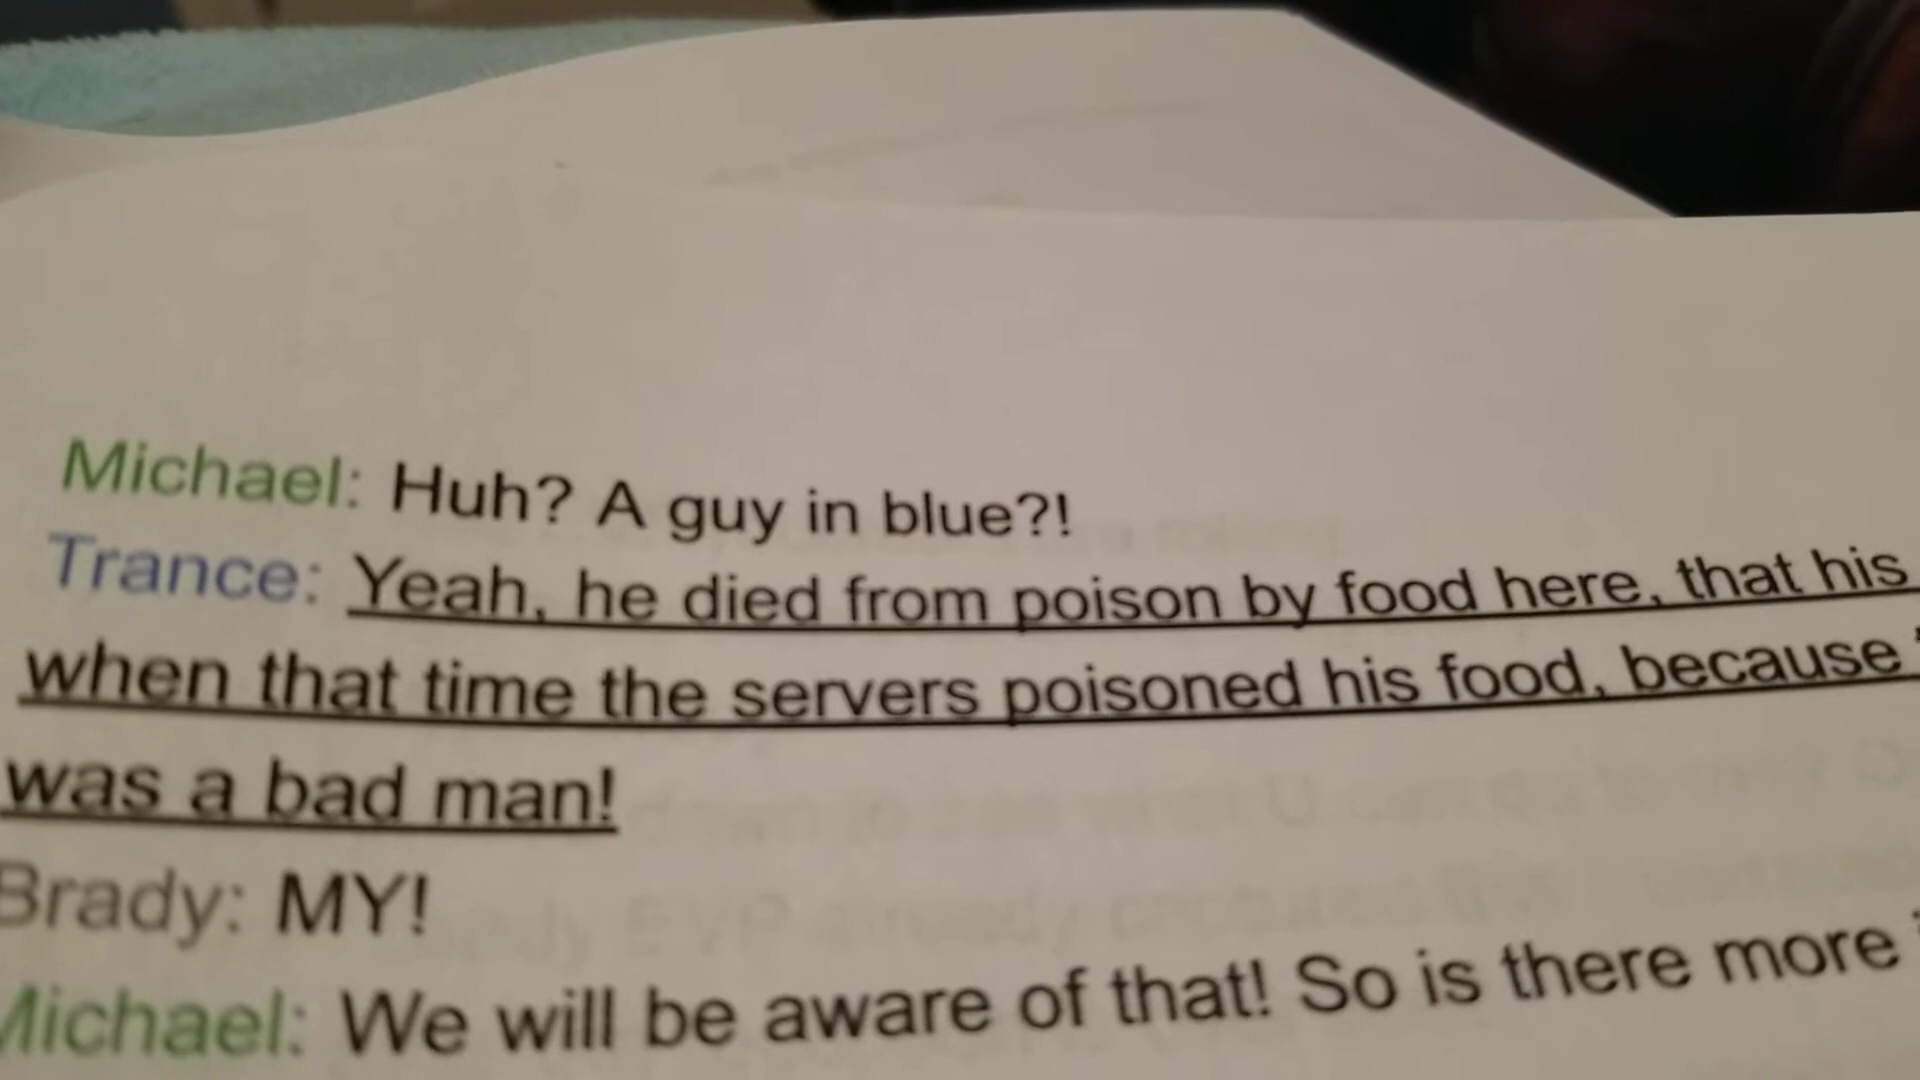 Michael: Huh? A guy in blue?!
Trance: Yeah, he died from poison by food here, that his
when that time the servers poisoned his food, because
was a bad man!
Brady: MY!
Michael: We will be aware of that! So is there more